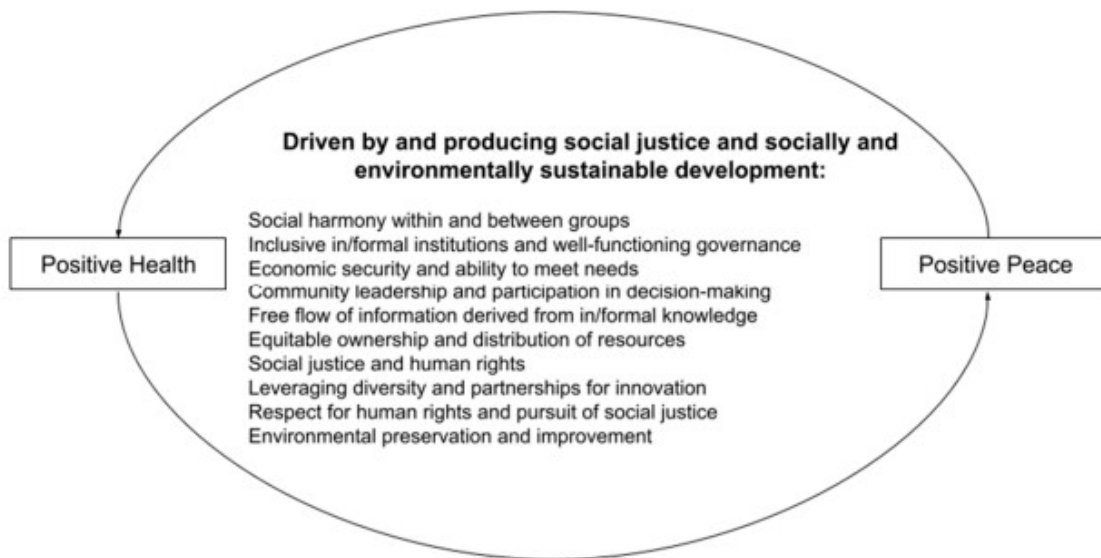 Driven by and producing social justice and socially and
environmentally sustainable development:
Social harmony within and between groups
Inclusive in/formal institutions and well-functioning governance
Positive Health
Positive Peace
Economic security and ability to meet needs
Community leadership and participation in decision-making
Free flow of information derived from in/formal knowledge
Equitable ownership and distribution of resources
Social justice and human rights
Leveraging diversity and partnerships for innovation
Respect for human rights and pursuit of social justice
Environmental preservation and improvement